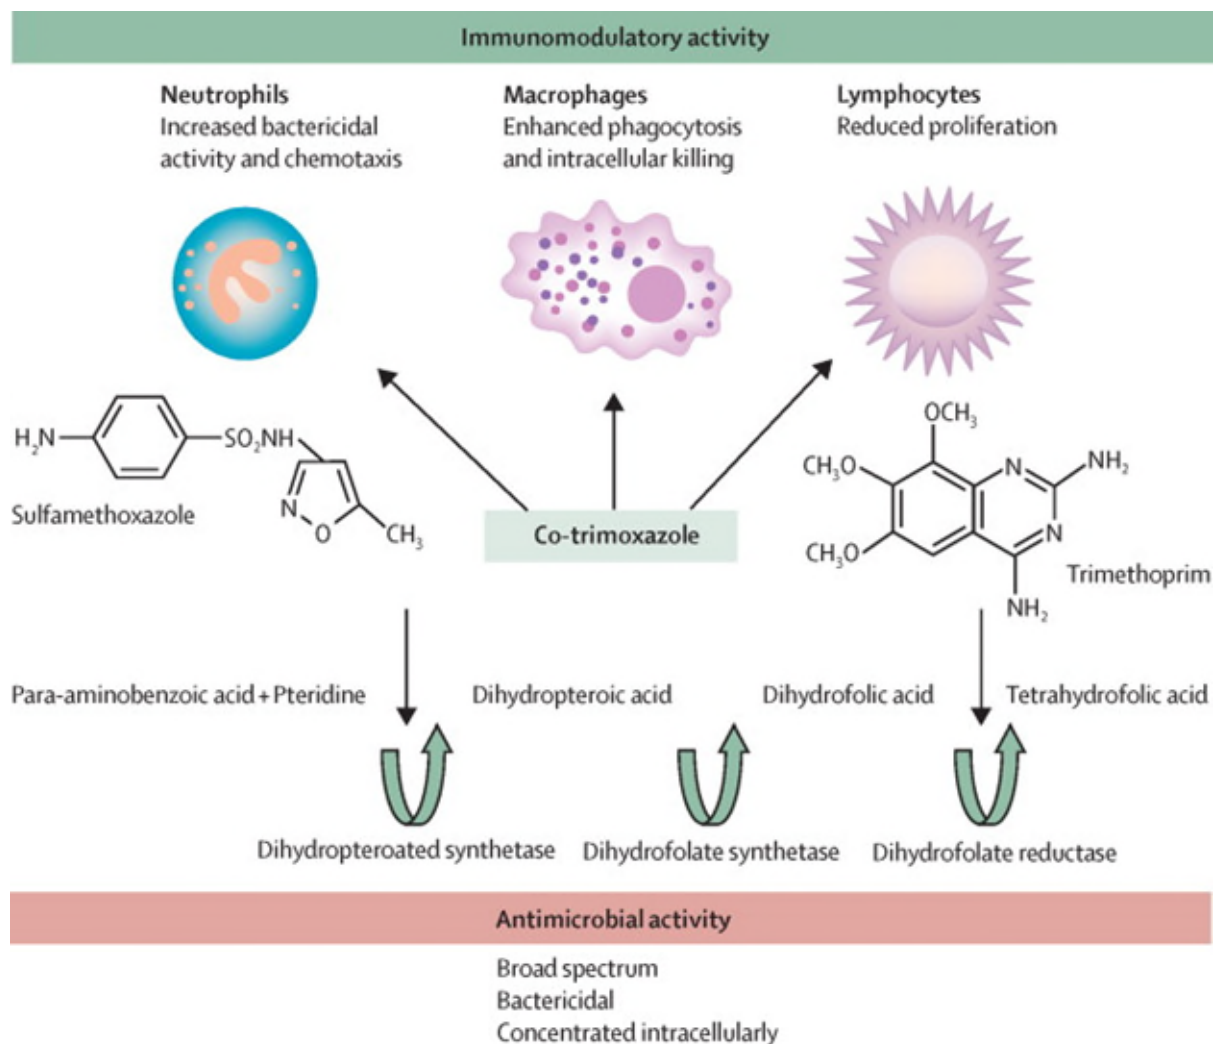 Immunomodulatory activity
Neutrophils
Increased bactericidal
activity and chemotaxis
Macrophages
Enhanced phagocytosis
and intracellular killing
Lymphocytes
Reduced proliferation
H₂N
SO₂NH
N
O
CH₃
Sulfamethoxazole
Co-trimoxazole
OCH₃
CH₃O
CH₃O
N
NH₂
N
NH₂
Trimethoprim
Para-aminobenzoic acid + Pteridine
Dihydropteroic acid
Dihydrofolic acid
Tetrahydrofolic acid
Dihydropteroated synthetase
Dihydrofolate synthetase
Dihydrofolate reductase
Antimicrobial activity
Broad spectrum
Bactericidal
Concentrated intracellularly